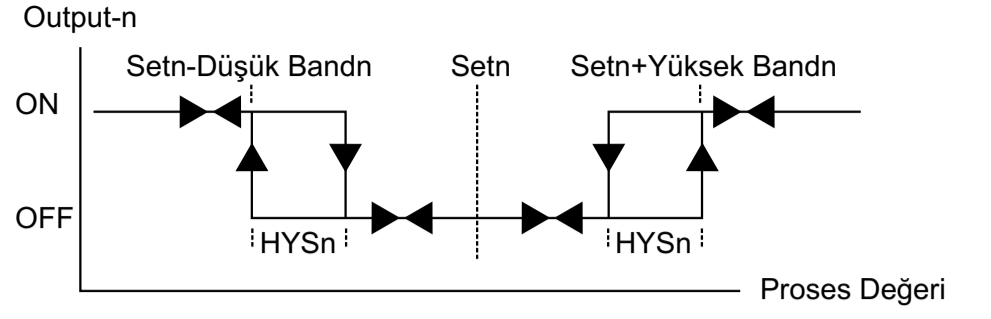 Output-n
Setn-Düşük Bandn Setn Setn+Yüksek Bandn
ON
OFF
HYSn HYSn
Proses Değeri